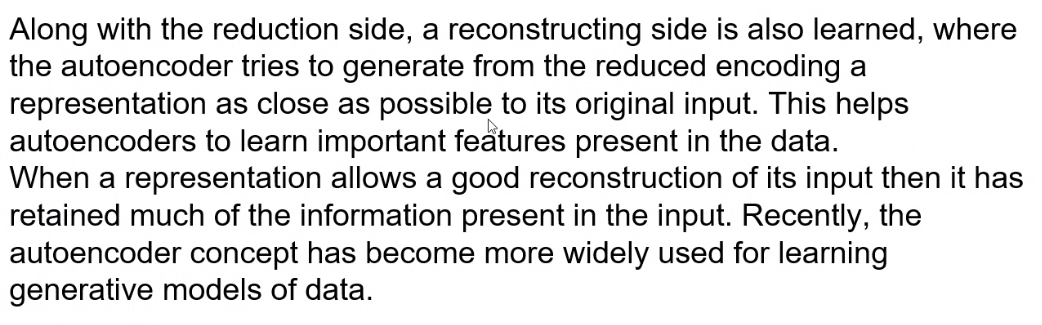 Along with the reduction side, a reconstructing side is also learned, where
the autoencoder tries to generate from the reduced encoding a
representation as close as possible to its original input. This helps
autoencoders to learn important features present in the data.
When a representation allows a good reconstruction of its input then it has
retained much of the information present in the input. Recently, the
autoencoder concept has become more widely used for learning
generative models of data.